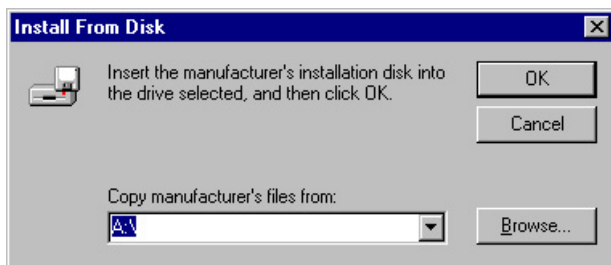 Install From Disk
Insert the manufacturer's installation disk into
the drive selected, and then click OK.
OK
Cancel
Copy manufacturer's files from:
A:\
Browse...